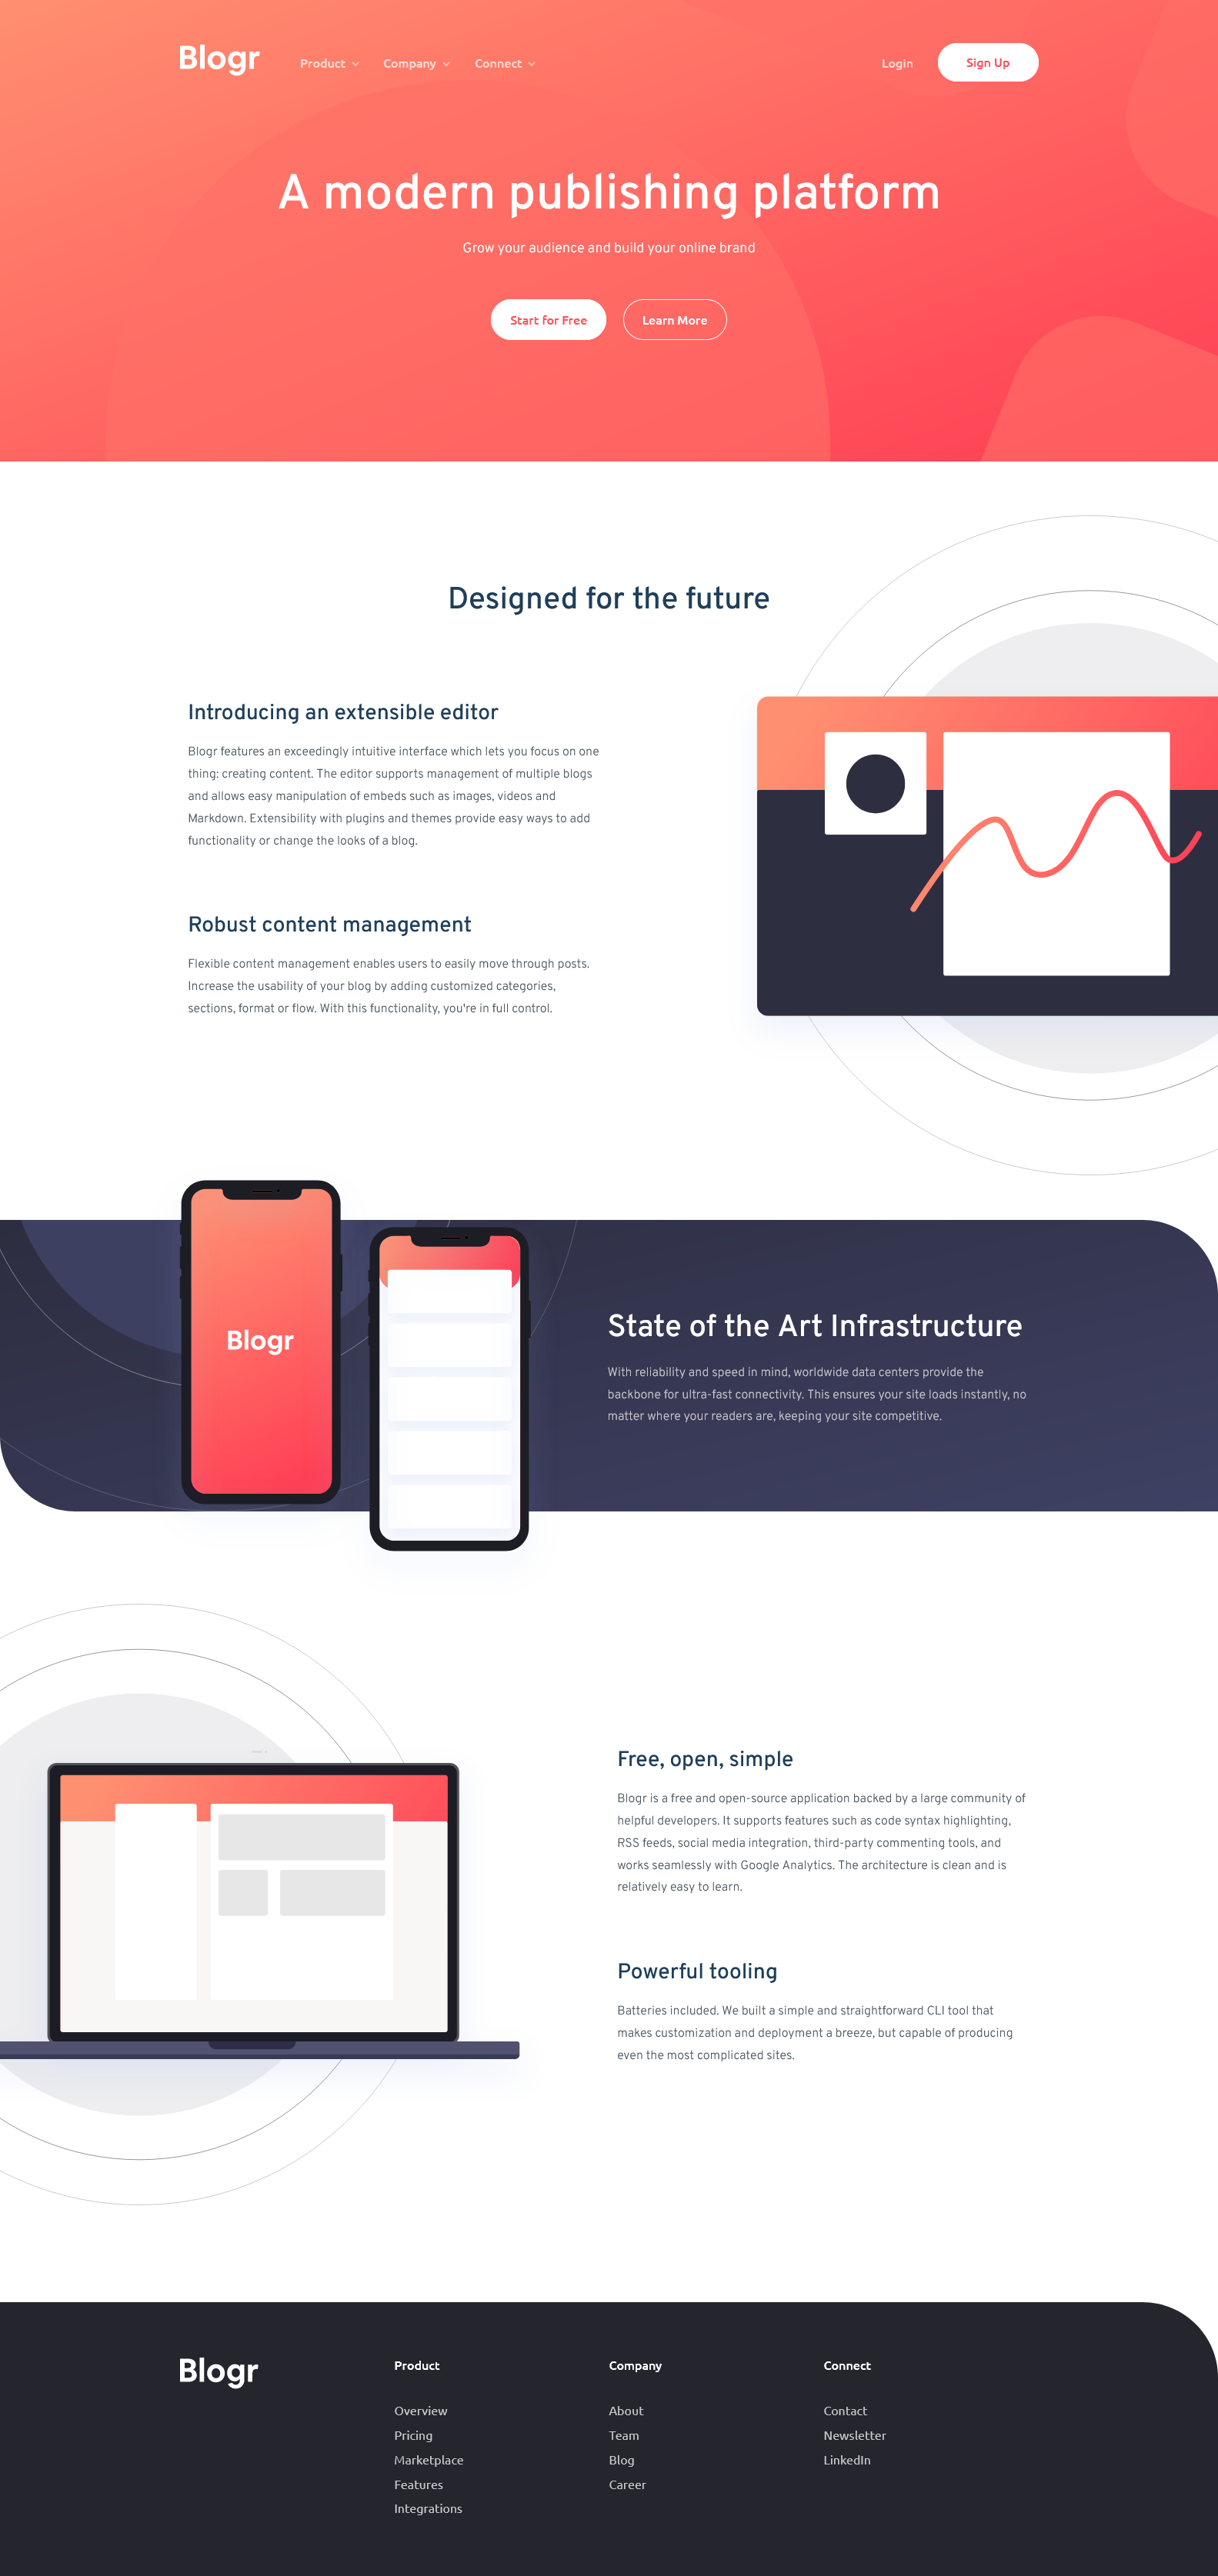 Blogr
Product
Company
Connect
Login
Sign Up
A modern publishing platform
Grow your audience and build your online brand
Start for Free
Learn More
Designed for the future
Introducing an extensible editor
Blogr features an exceedingly intuitive interface which lets you focus on one
thing: creating content. The editor supports management of multiple blogs
and allows easy manipulation of embeds such as images, videos and
Markdown. Extensibility with plugins and themes provide easy ways to add
functionality or change the looks of a blog.
Robust content management
Flexible content management enables users to easily move through posts.
Increase the usability of your blog by adding customized categories,
sections, format or flow. With this functionality, you're in full control.
Blogr
State of the Art Infrastructure
With reliability and speed in mind, worldwide data centers provide the
backbone for ultra-fast connectivity. This ensures your site loads instantly, no
matter where your readers are, keeping your site competitive.
Free, open, simple
Blogr is a free and open-source application backed by a large community of
helpful developers. It supports features such as code syntax highlighting,
RSS feeds, social media integration, third-party commenting tools, and
works seamlessly with Google Analytics. The architecture is clean and is
relatively easy to learn.
Powerful tooling
Batteries included. We built a simple and straightforward CLI tool that
makes customization and deployment a breeze, but capable of producing
even the most complicated sites.
Blogr
Product
Overview
Pricing
Marketplace
Features
Integrations
Company
About
Team
Blog
Career
Connect
Contact
Newsletter
LinkedIn